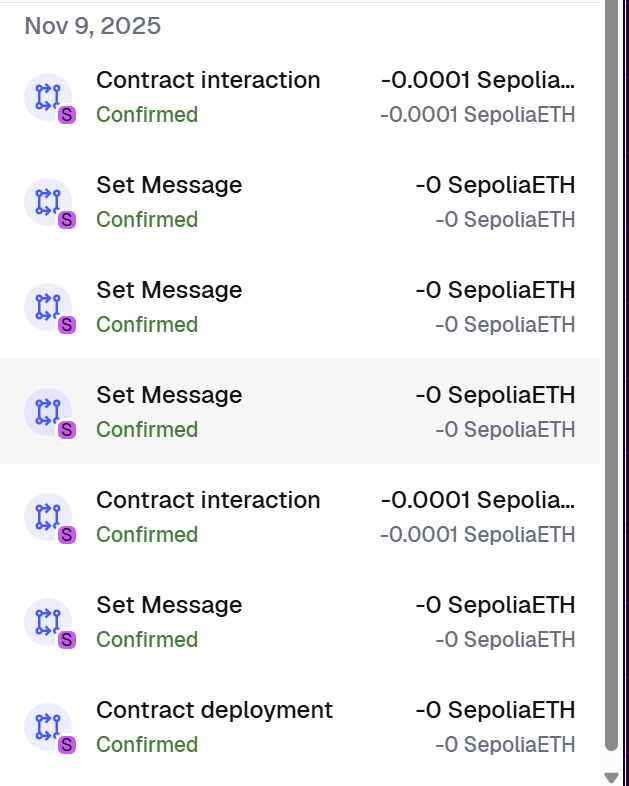 Nov 9, 2025
Contract interaction -0.0001 Sepolia...
S Confirmed -0.0001 SepoliaETH
Set Message -0 SepoliaETH
S Confirmed -0 SepoliaETH
Set Message -0 SepoliaETH
S Confirmed -0 SepoliaETH
Set Message -0 SepoliaETH
S Confirmed -0 SepoliaETH
Contract interaction -0.0001 Sepolia...
S Confirmed -0.0001 SepoliaETH
Set Message -0 SepoliaETH
S Confirmed -0 SepoliaETH
Contract deployment -0 SepoliaETH
S Confirmed -0 SepoliaETH